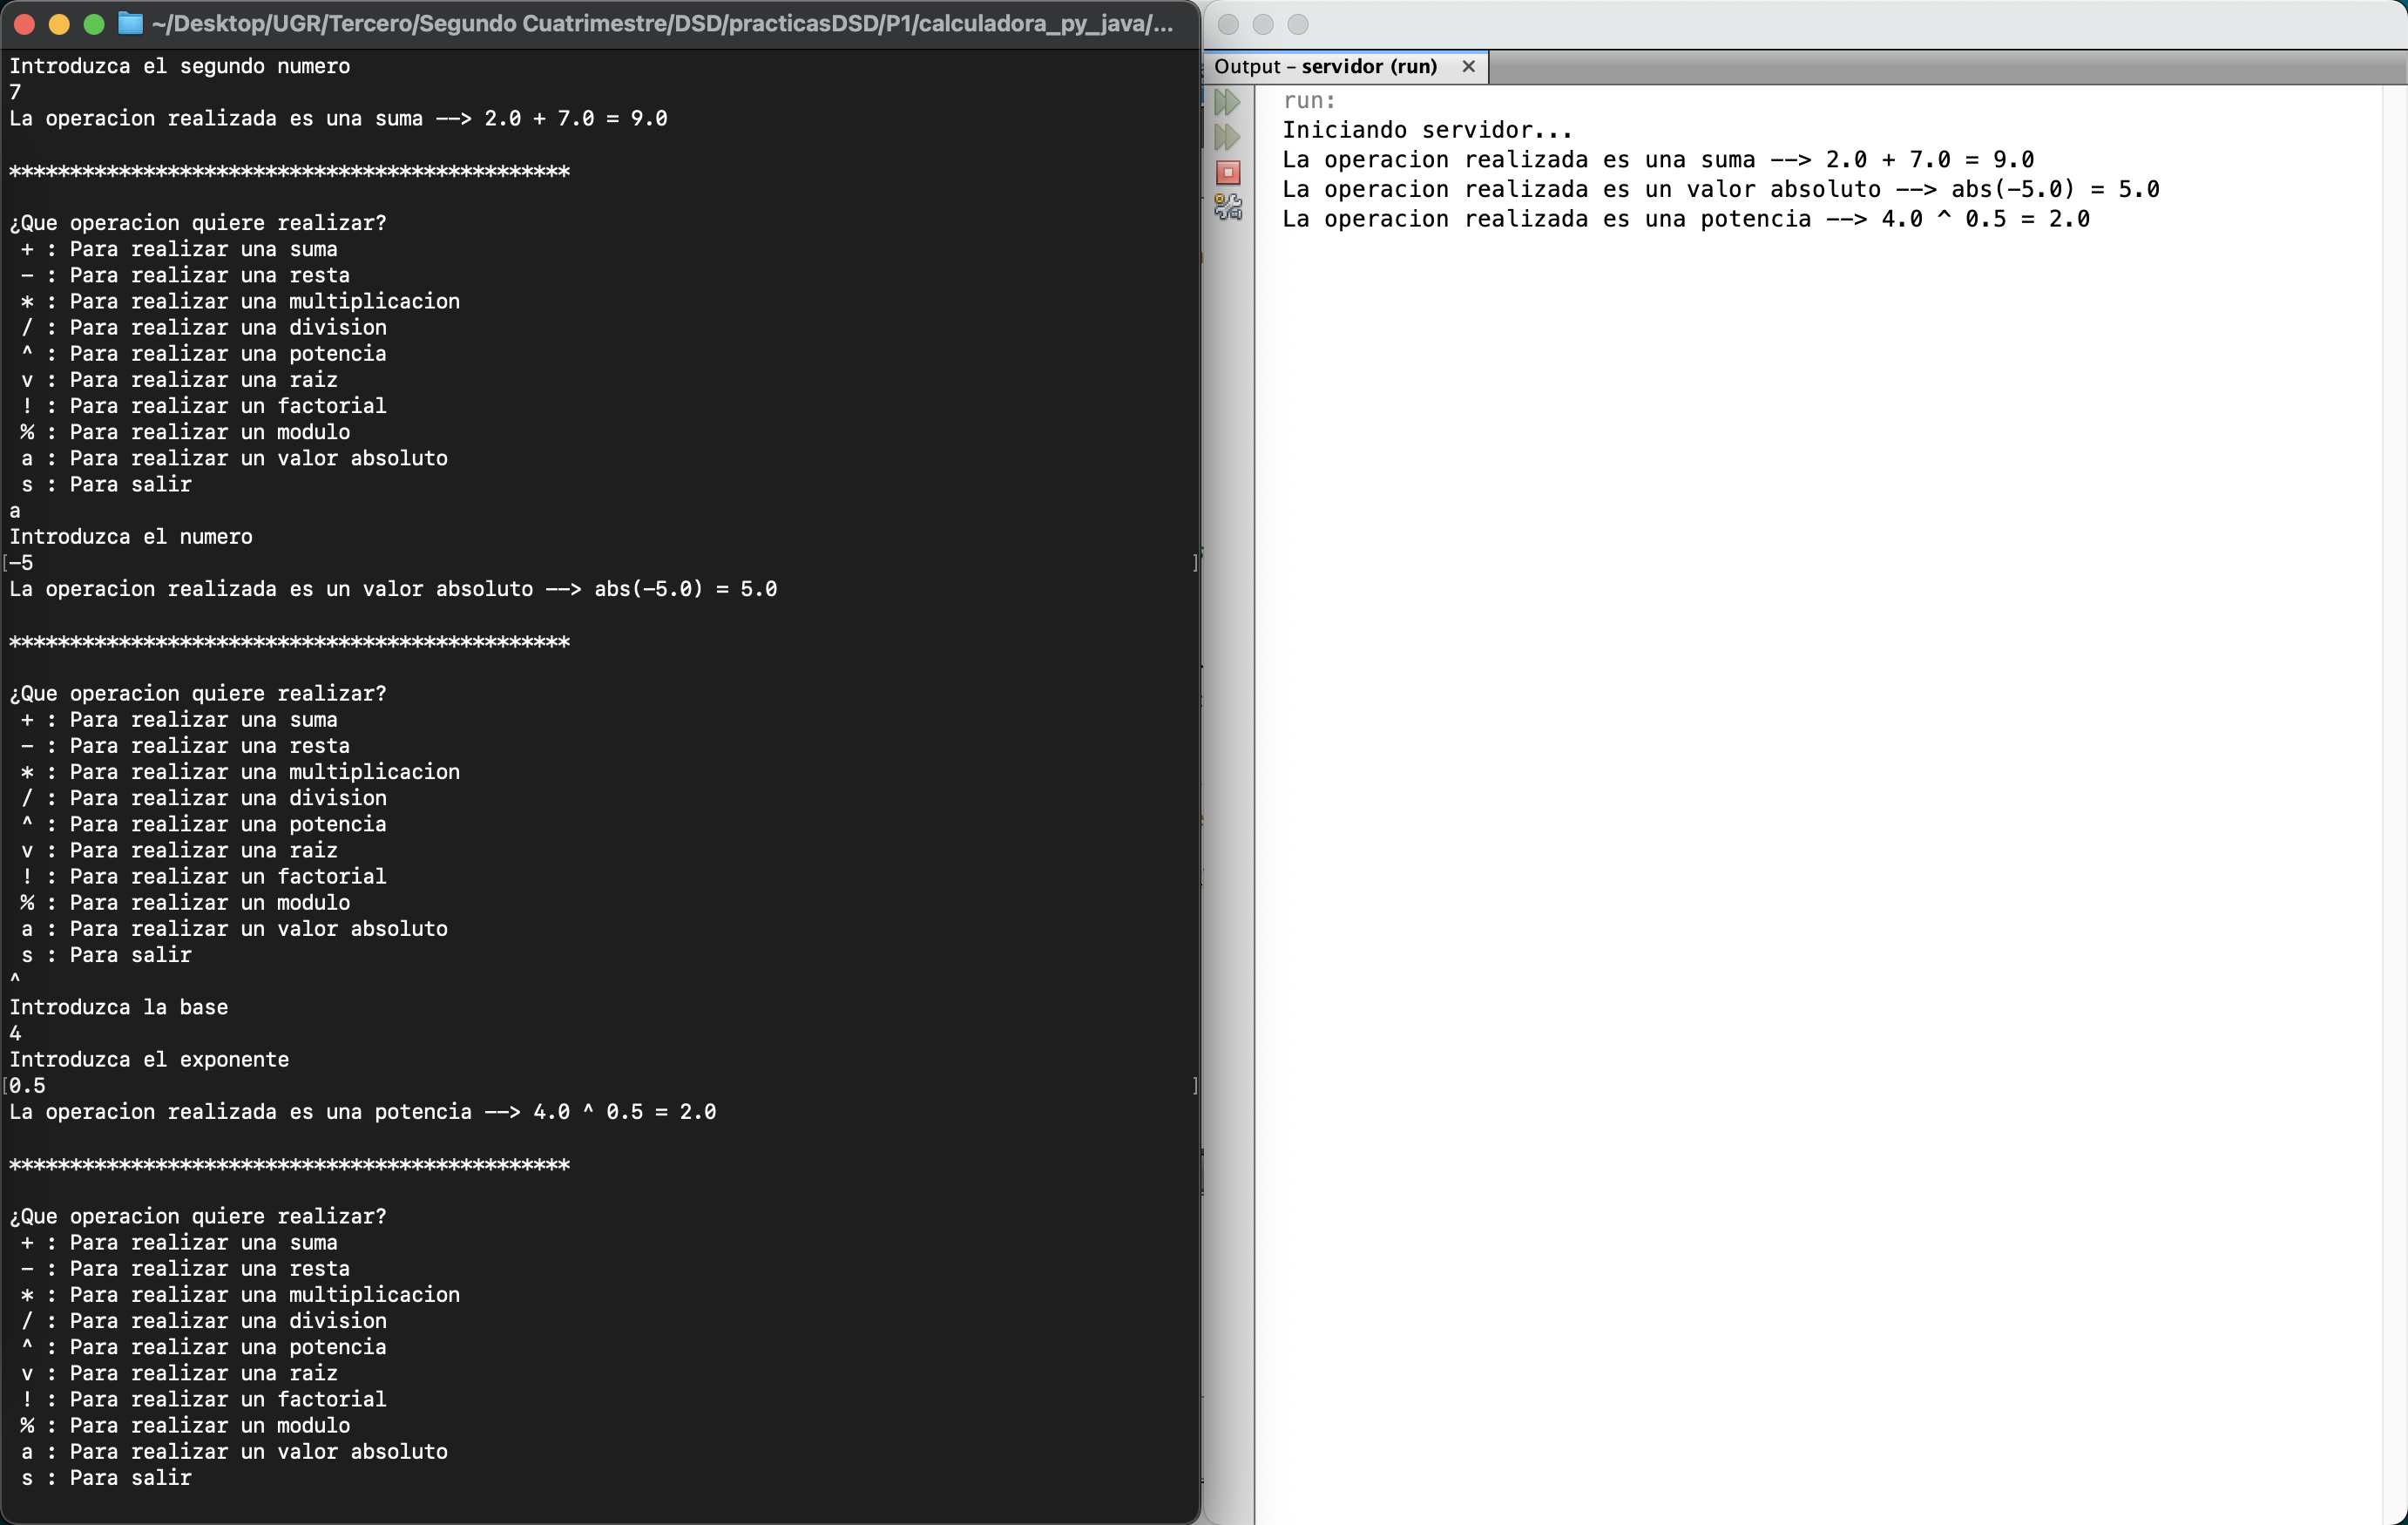 ~/Desktop/UGR/Tercero/Segundo Cuatrimestre/DSD/practicasDSD/P1/calculadora_py_java/...
Introduzca el segundo numero
7
La operacion realizada es una suma --> 2.0 + 7.0 = 9.0
**********************************************
¿Que operacion quiere realizar?
+ : Para realizar una suma
- : Para realizar una resta
* : Para realizar una multiplicacion
/ : Para realizar una division
^ : Para realizar una potencia
v : Para realizar una raiz
! : Para realizar un factorial
% : Para realizar un modulo
a : Para realizar un valor absoluto
s : Para salir
a
Introduzca el numero
[-5 ]
La operacion realizada es un valor absoluto --> abs(-5.0) = 5.0
**********************************************
¿Que operacion quiere realizar?
+ : Para realizar una suma
- : Para realizar una resta
* : Para realizar una multiplicacion
/ : Para realizar una division
^ : Para realizar una potencia
v : Para realizar una raiz
! : Para realizar un factorial
% : Para realizar un modulo
a : Para realizar un valor absoluto
s : Para salir
^
Introduzca la base
4
Introduzca el exponente
[0.5 ]
La operacion realizada es una potencia --> 4.0 ^ 0.5 = 2.0
**********************************************
¿Que operacion quiere realizar?
+ : Para realizar una suma
- : Para realizar una resta
* : Para realizar una multiplicacion
/ : Para realizar una division
^ : Para realizar una potencia
v : Para realizar una raiz
! : Para realizar un factorial
% : Para realizar un modulo
a : Para realizar un valor absoluto
s : Para salir
Output – servidor (run) ×
run:
Iniciando servidor...
La operacion realizada es una suma --> 2.0 + 7.0 = 9.0
La operacion realizada es un valor absoluto --> abs(-5.0) = 5.0
La operacion realizada es una potencia --> 4.0 ^ 0.5 = 2.0